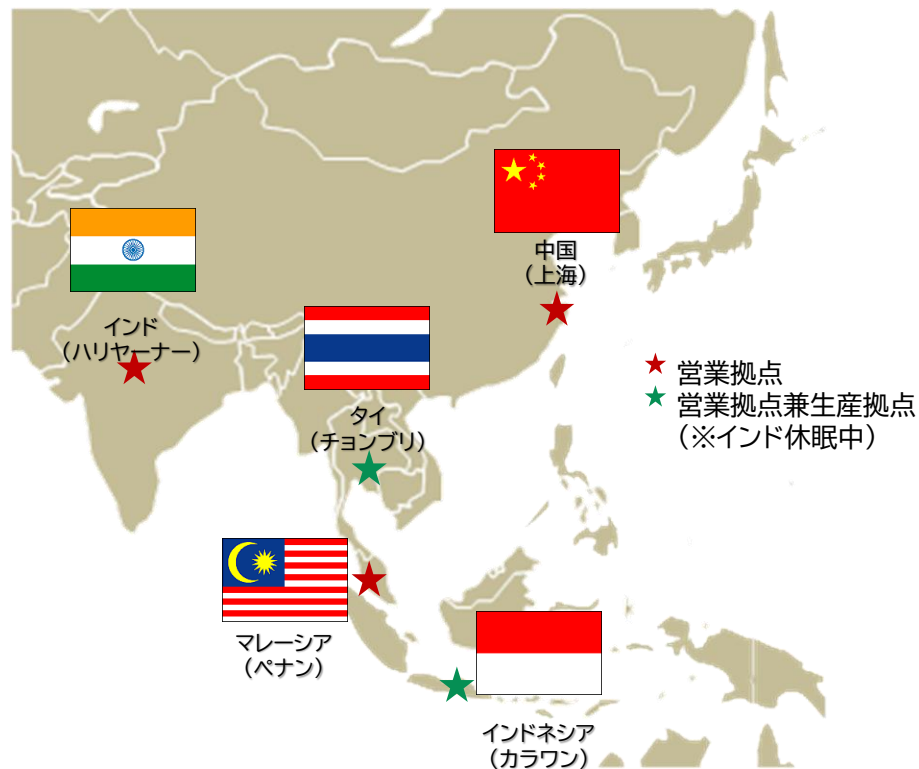 中国
（上海）
インド
（ハリヤーナー）
タイ
（チョンブリ）
★営業拠点
★営業拠点兼生産拠点
（※インド休眠中）
マレーシア
（ペナン）
インドネシア
（カラワン）